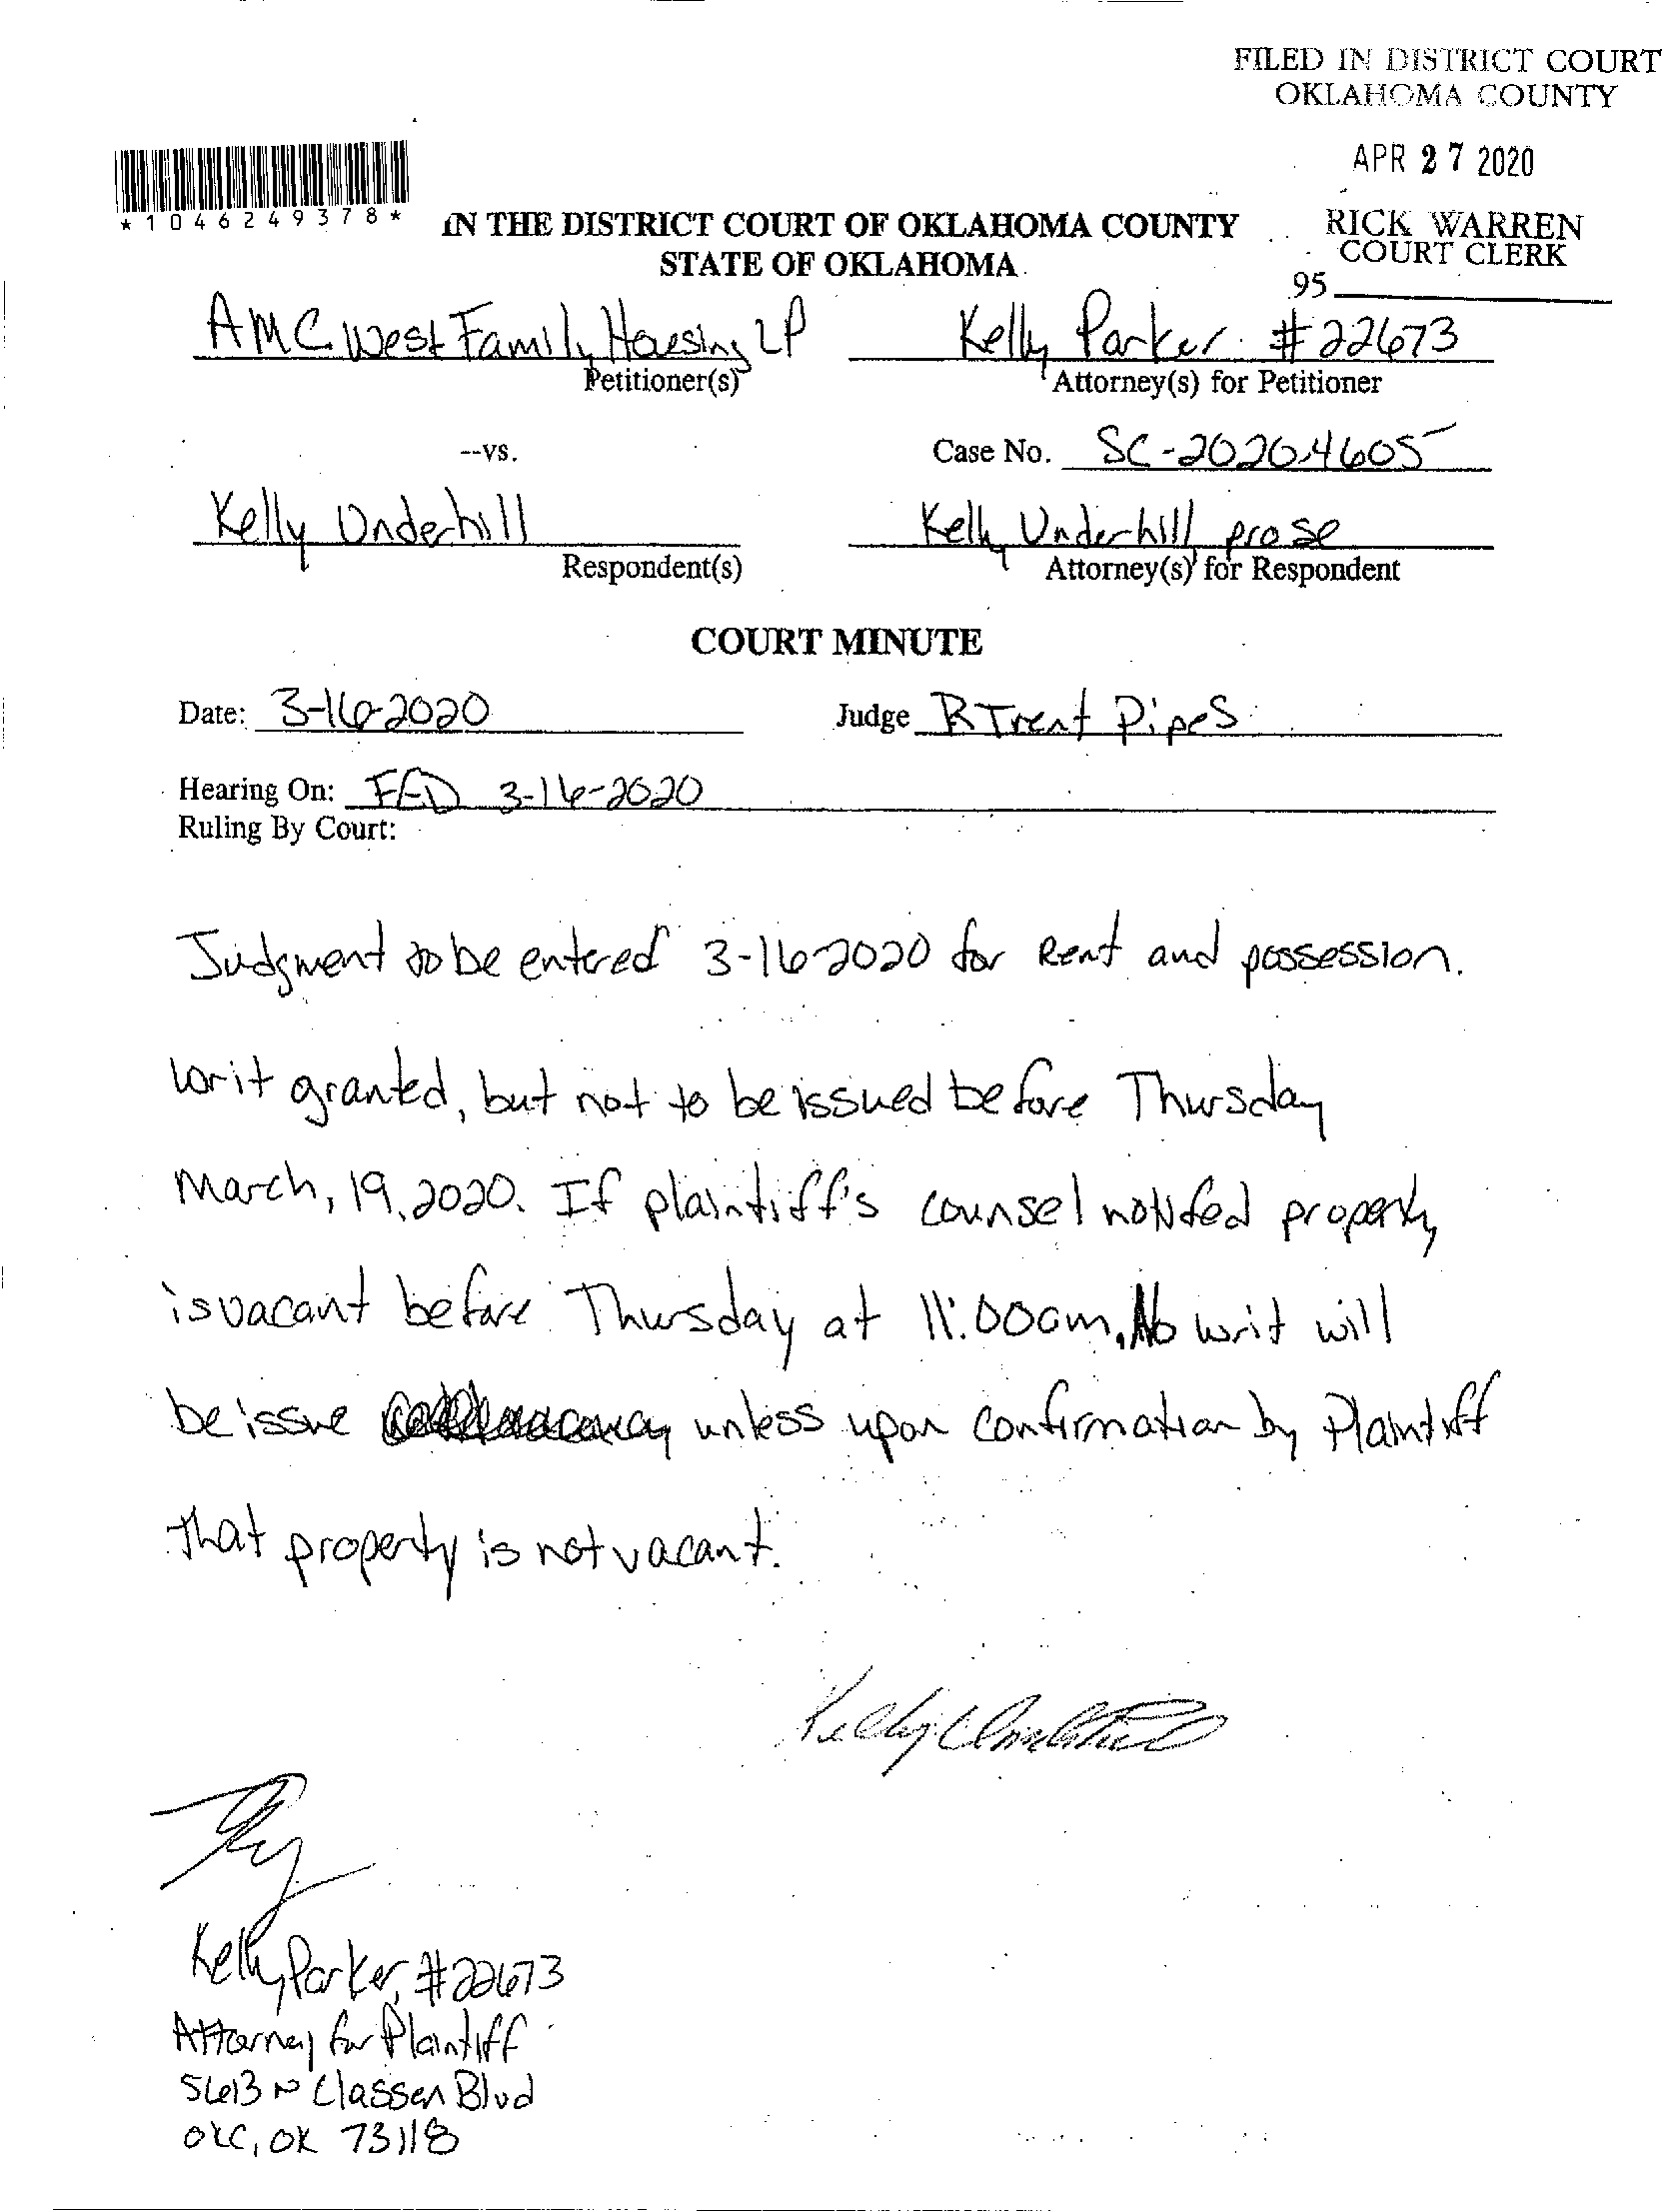 FILED IN DISTRICT COURT
OKLAHOMA COUNTY
APR 27 2020
*1046249378*
IN THE DISTRICT COURT OF OKLAHOMA COUNTY
RICK WARREN
STATE OF OKLAHOMA
COURT CLERK
95
AMC West Family Housing LP
Kelly Parker #22673
Petitioner(s)
Attorney(s) for Petitioner
--vs.
Case No. SC-2020-4605
Kelly Underhill
Kelly Underhill pro se
Respondent(s)
Attorney(s) for Respondent
COURT MINUTE
Date: 3-16-2020
Judge R Trent Pipes
Hearing On: FED 3-16-2020
Ruling By Court:
Judgment to be entered 3-16-2020 for Rent and possession.
Writ granted, but not to be issued before Thursday
March, 19, 2020. If plaintiff's counsel notifed property
is vacant before Thursday at 11:00am, No writ will
be issue unless upon confirmation by Plaintiff
that property is not vacant.
Kelly Underhill
Kelly Parker, #22673
Attorney for Plaintiff
5613 N Classen Blvd
OKC, OK 73118